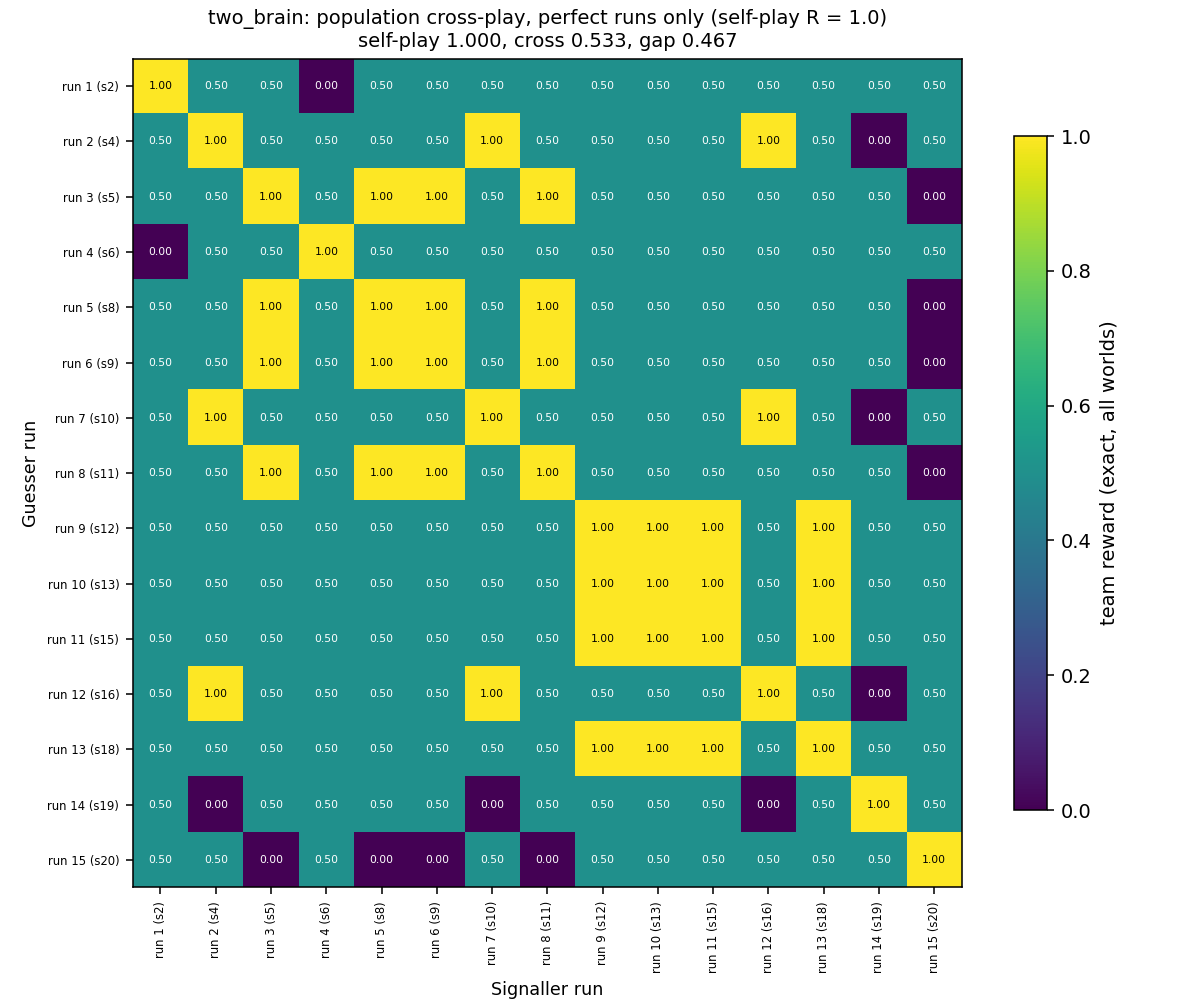 two_brain: population cross-play, perfect runs only (self-play R = 1.0)
self-play 1.000, cross 0.533, gap 0.467
run 1 (s2) 1.00 0.50 0.50 0.00 0.50 0.50 0.50 0.50 0.50 0.50 0.50 0.50 0.50 0.50 0.50
run 2 (s4) 0.50 1.00 0.50 0.50 0.50 0.50 1.00 0.50 0.50 0.50 0.50 1.00 0.50 0.00 0.50
run 3 (s5) 0.50 0.50 1.00 0.50 1.00 1.00 0.50 1.00 0.50 0.50 0.50 0.50 0.50 0.50 0.00
run 4 (s6) 0.00 0.50 0.50 1.00 0.50 0.50 0.50 0.50 0.50 0.50 0.50 0.50 0.50 0.50 0.50
run 5 (s8) 0.50 0.50 1.00 0.50 1.00 1.00 0.50 1.00 0.50 0.50 0.50 0.50 0.50 0.50 0.00
run 6 (s9) 0.50 0.50 1.00 0.50 1.00 1.00 0.50 1.00 0.50 0.50 0.50 0.50 0.50 0.50 0.00
run 7 (s10) 0.50 1.00 0.50 0.50 0.50 0.50 1.00 0.50 0.50 0.50 0.50 1.00 0.50 0.00 0.50
run 8 (s11) 0.50 0.50 1.00 0.50 1.00 1.00 0.50 1.00 0.50 0.50 0.50 0.50 0.50 0.50 0.00
run 9 (s12) 0.50 0.50 0.50 0.50 0.50 0.50 0.50 0.50 1.00 1.00 1.00 0.50 1.00 0.50 0.50
run 10 (s13) 0.50 0.50 0.50 0.50 0.50 0.50 0.50 0.50 1.00 1.00 1.00 0.50 1.00 0.50 0.50
run 11 (s15) 0.50 0.50 0.50 0.50 0.50 0.50 0.50 0.50 1.00 1.00 1.00 0.50 1.00 0.50 0.50
run 12 (s16) 0.50 1.00 0.50 0.50 0.50 0.50 1.00 0.50 0.50 0.50 0.50 1.00 0.50 0.00 0.50
run 13 (s18) 0.50 0.50 0.50 0.50 0.50 0.50 0.50 0.50 1.00 1.00 1.00 0.50 1.00 0.50 0.50
run 14 (s19) 0.50 0.00 0.50 0.50 0.50 0.50 0.00 0.50 0.50 0.50 0.50 0.00 0.50 1.00 0.50
run 15 (s20) 0.50 0.50 0.00 0.50 0.00 0.00 0.50 0.00 0.50 0.50 0.50 0.50 0.50 0.50 1.00
Guesser run
run 1 (s2)
run 2 (s4)
run 3 (s5)
run 4 (s6)
run 5 (s8)
run 6 (s9)
run 7 (s10)
run 8 (s11)
run 9 (s12)
run 10 (s13)
run 11 (s15)
run 12 (s16)
run 13 (s18)
run 14 (s19)
run 15 (s20)
Signaller run
1.0
0.8
0.6
0.4
0.2
0.0
team reward (exact, all worlds)